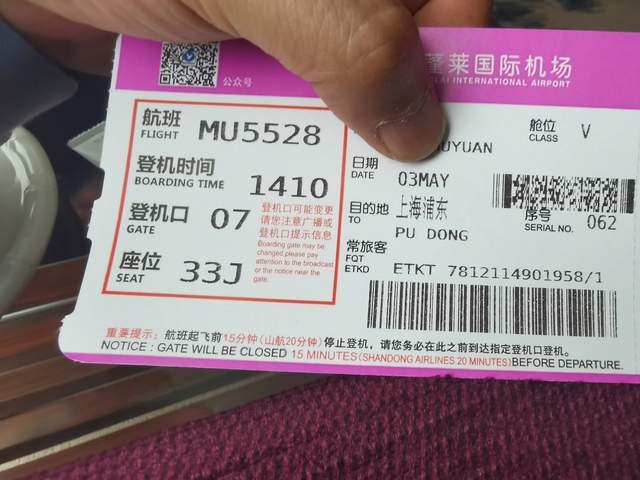 公众号
蓬莱国际机场
LAI INTERNATIONAL AIRPORT
航班
FLIGHT MU5528
登机时间
BOARDING TIME 1410
登机口
GATE 07
登机口可能变更
请您注意广播或
登机口提示信息
Boarding gate may be
changed,please pay
attention to the broadcast
or the notice near the
gate.
座位
SEAT 33J
UYUAN
舱位
CLASS V
日期
DATE 03MAY
目的地 上海浦东
TO PU DONG
序号
SERIAL NO. 062
常旅客
FQT
ETKD ETKT 7812114901958/1
重要提示：航班起飞前15分钟(山航20分钟)停止登机，请您务必在此之前到达指定登机口登机。
NOTICE : GATE WILL BE CLOSED 15 MINUTES(SHANDONG AIRLINES 20 MINUTES)BEFORE DEPARTURE.